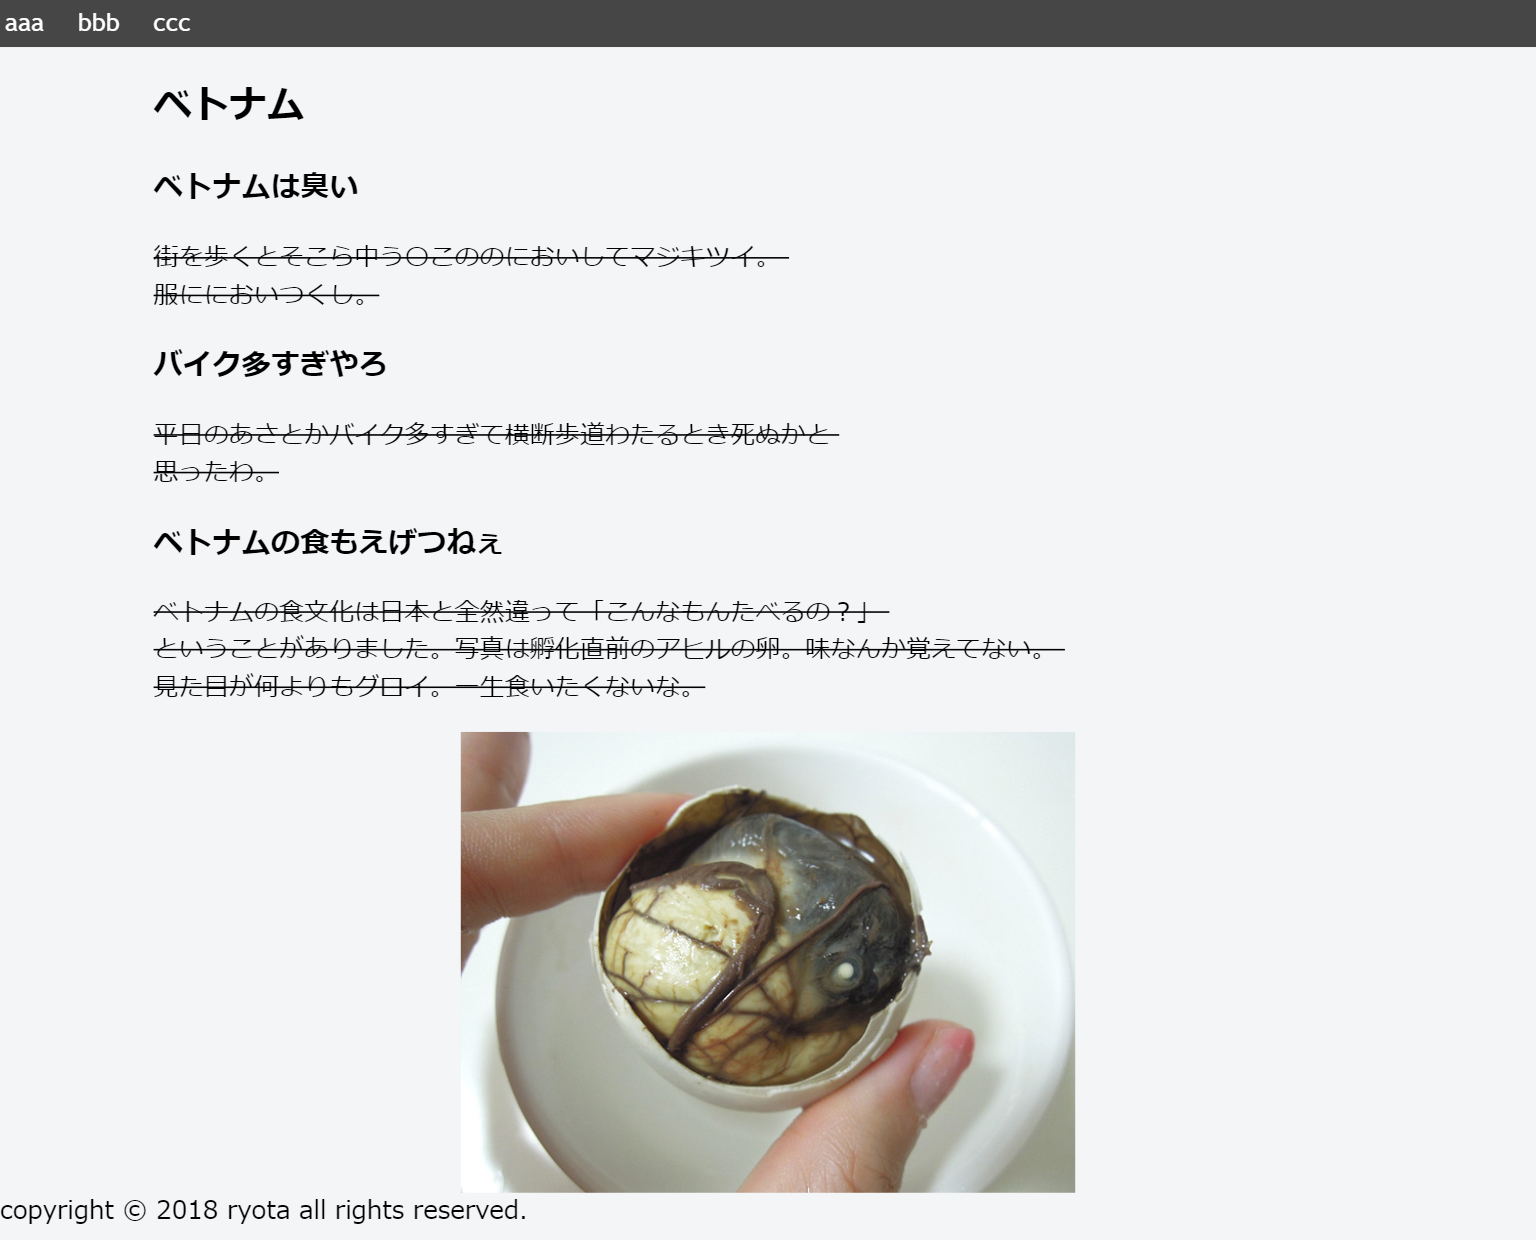 aaa bbb ccc
ベトナム
ベトナムは臭い
街を歩くとそこら中う〇こののにおいしてマジキツイ。
服ににおいつくし。
バイク多すぎやろ
平日のあさとかバイク多すぎて横断歩道わたるとき死ぬかと
思ったわ。
ベトナムの食もえげつねぇ
ベトナムの食文化は日本と全然違って「こんなもんたべるの？」
ということがありました。写真は孵化直前のアヒルの卵。味なんか覚えてない。
見た目が何よりもグロイ。一生食いたくないな。
copyright © 2018 ryota all rights reserved.